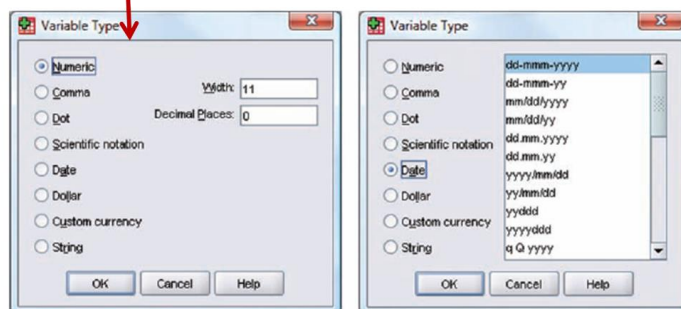 Variable Type
Numeric
Comma
Dot
Scientific notation
Date
Dollar
Custom currency
String
Width: 11
Decimal Places: 0
OK Cancel Help
Variable Type
Numeric
Comma
Dot
Scientific notation
Date
Dollar
Custom currency
String
dd-mmm-yyyy
dd-mmm-yy
mm/dd/yyyy
mm/dd/yy
dd.mm.yyyy
dd.mm.yy
yyyy/mm/dd
yy/mm/dd
yyddd
yyyyddd
q Q yyyy
OK Cancel Help